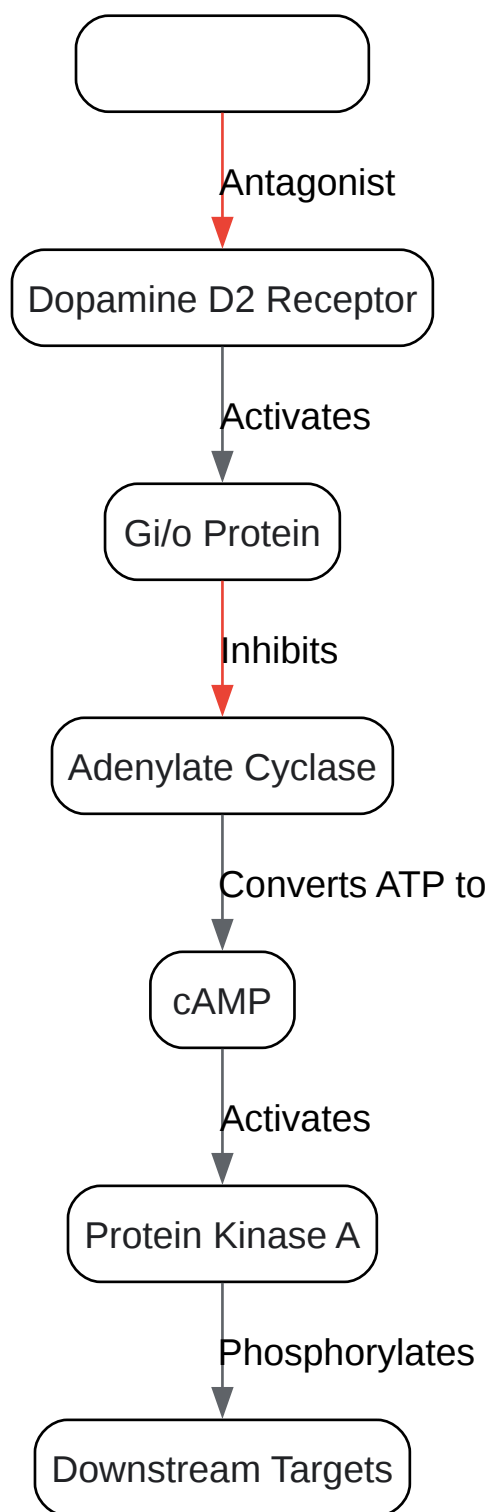 Antagonist
Dopamine D2 Receptor
Activates
Gi/o Protein
Inhibits
Adenylate Cyclase
Converts ATP to
cAMP
Activates
Protein Kinase A
Phosphorylates
Downstream Targets